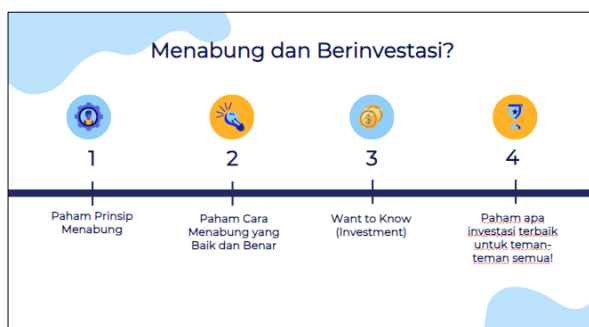 Menabung dan Berinvestasi?
1
Paham Prinsip
Menabung
2
Paham Cara
Menabung yang
Baik dan Benar
3
Want to Know
(Investment)
4
Paham apa
investasi terbaik
untuk teman-
teman semua!